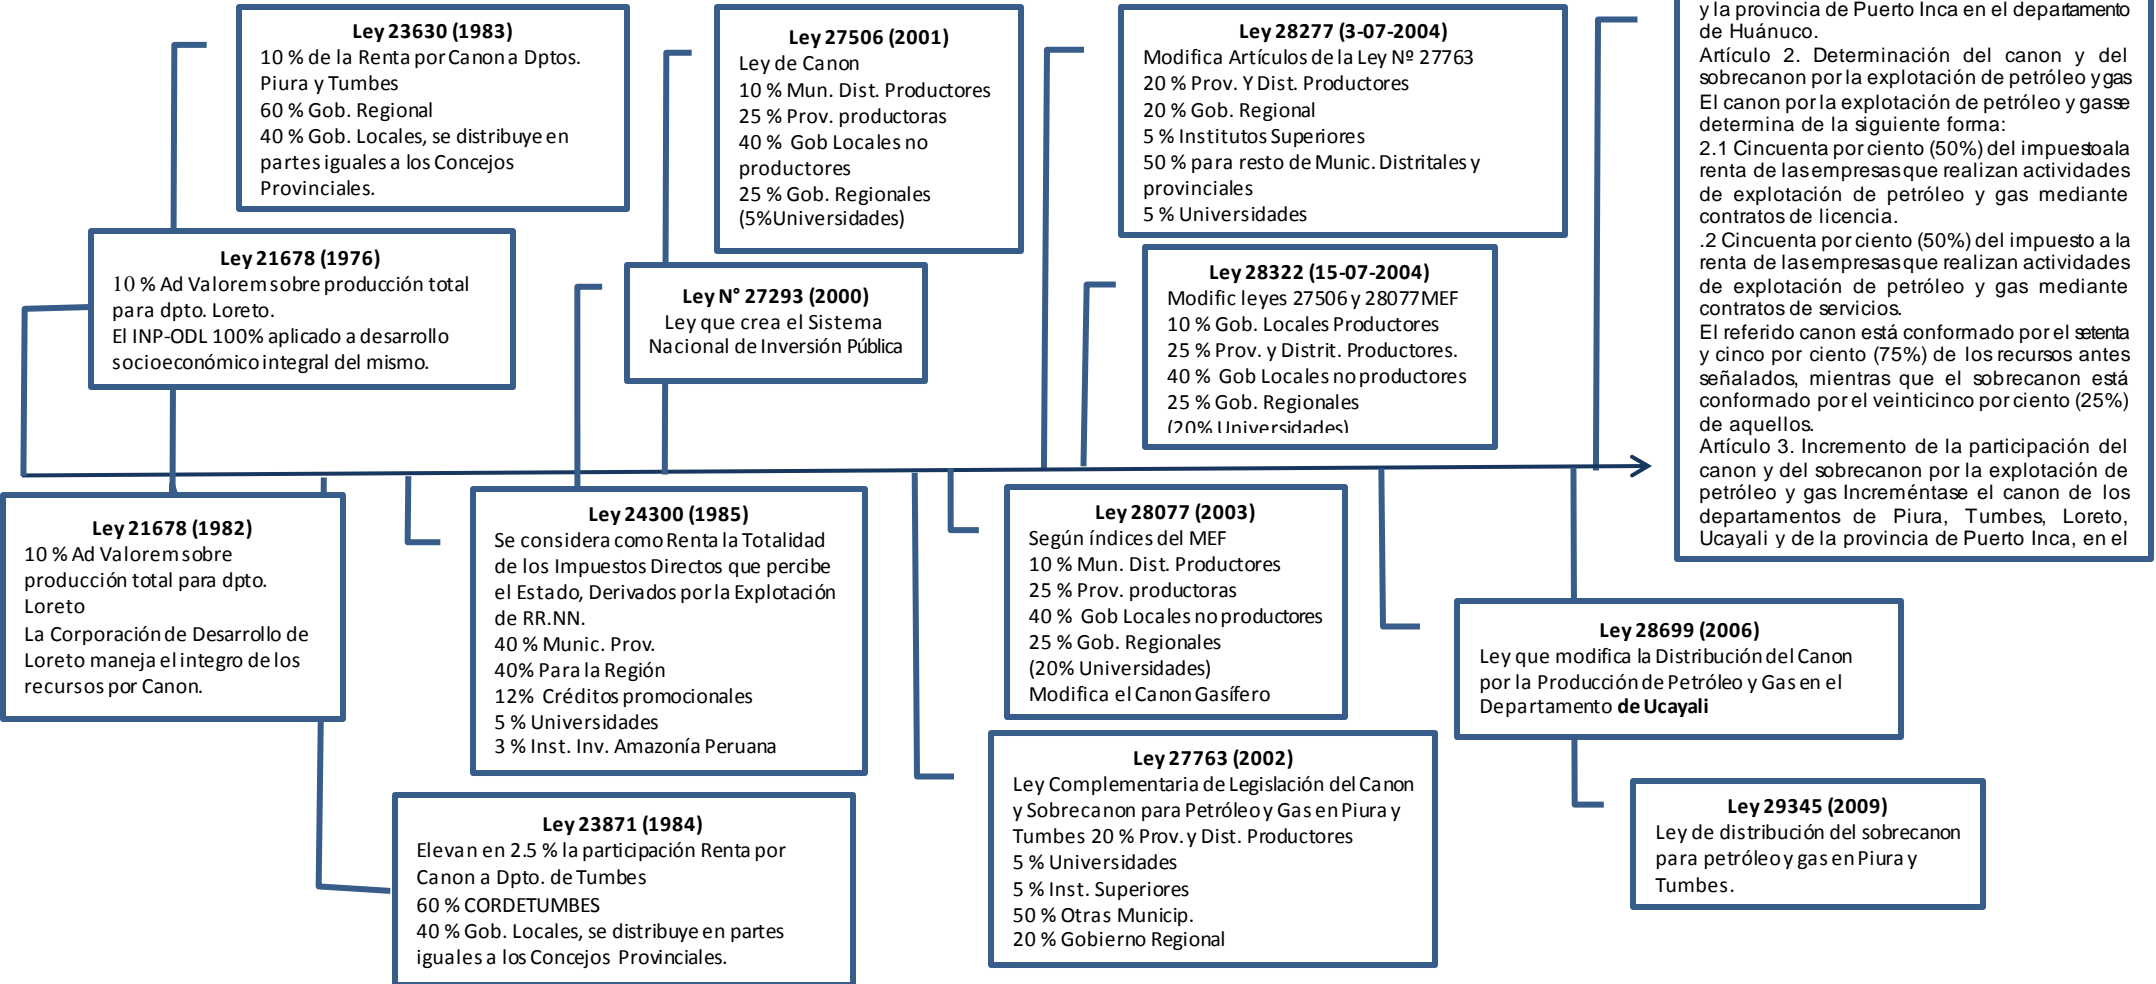 Ley 23630 (1983)
10 % de la Renta por Canon a Dptos.
Piura y Tumbes
60 % Gob. Regional
40 % Gob. Locales, se distribuye en
partes iguales a los Concejos
Provinciales.
Ley 27506 (2001)
Ley de Canon
10 % Mun. Dist. Productores
25 % Prov. productoras
40 % Gob Locales no
productores
25 % Gob. Regionales
(5%Universidades)
Ley 28277 (3-07-2004)
Modifica Artículos de la Ley Nº 27763
20 % Prov. Y Dist. Productores
20 % Gob. Regional
5 % Institutos Superiores
50 % para resto de Munic. Distritales y
provinciales
5 % Universidades
y la provincia de Puerto Inca en el departamento
de Huánuco.
Artículo 2. Determinación del canon y del
sobrecanon por la explotación de petróleo y gas
El canon por la explotación de petróleo y gas se
determina de la siguiente forma:
2.1 Cincuenta por ciento (50%) del impuesto a la
renta de las empresas que realizan actividades
de explotación de petróleo y gas mediante
contratos de licencia.
.2 Cincuenta por ciento (50%) del impuesto a la
renta de las empresas que realizan actividades
de explotación de petróleo y gas mediante
contratos de servicios.
El referido canon está conformado por el setenta
y cinco por ciento (75%) de los recursos antes
señalados, mientras que el sobrecanon está
conformado por el veinticinco por ciento (25%)
de aquellos.
Artículo 3. Incremento de la participación del
canon y del sobrecanon por la explotación de
petróleo y gas Increméntase el canon de los
departamentos de Piura, Tumbes, Loreto,
Ucayali y de la provincia de Puerto Inca, en el
Ley 21678 (1976)
10 % Ad Valorem sobre producción total
para dpto. Loreto.
El INP-ODL 100% aplicado a desarrollo
socioeconómico integral del mismo.
Ley N° 27293 (2000)
Ley que crea el Sistema
Nacional de Inversión Pública
Ley 28322 (15-07-2004)
Modific leyes 27506 y 28077MEF
10 % Gob. Locales Productores
25 % Prov. y Distrit. Productores.
40 % Gob Locales no productores
25 % Gob. Regionales
(20% Universidades)
Ley 21678 (1982)
10 % Ad Valorem sobre
producción total para dpto.
Loreto
La Corporación de Desarrollo de
Loreto maneja el integro de los
recursos por Canon.
Ley 24300 (1985)
Se considera como Renta la Totalidad
de los Impuestos Directos que percibe
el Estado, Derivados por la Explotación
de RR.NN.
40 % Munic. Prov.
40% Para la Región
12% Créditos promocionales
5 % Universidades
3 % Inst. Inv. Amazonía Peruana
Ley 28077 (2003)
Según índices del MEF
10 % Mun. Dist. Productores
25 % Prov. productoras
40 % Gob Locales no productores
25 % Gob. Regionales
(20% Universidades)
Modifica el Canon Gasífero
Ley 28699 (2006)
Ley que modifica la Distribución del Canon
por la Producción de Petróleo y Gas en el
Departamento de Ucayali
Ley 23871 (1984)
Elevan en 2.5 % la participación Renta por
Canon a Dpto. de Tumbes
60 % CORDETUMBES
40 % Gob. Locales, se distribuye en partes
iguales a los Concejos Provinciales.
Ley 27763 (2002)
Ley Complementaria de Legislación del Canon
y Sobrecanon para Petróleo y Gas en Piura y
Tumbes 20 % Prov. y Dist. Productores
5 % Universidades
5 % Inst. Superiores
50 % Otras Municip.
20 % Gobierno Regional
Ley 29345 (2009)
Ley de distribución del sobrecanon
para petróleo y gas en Piura y
Tumbes.